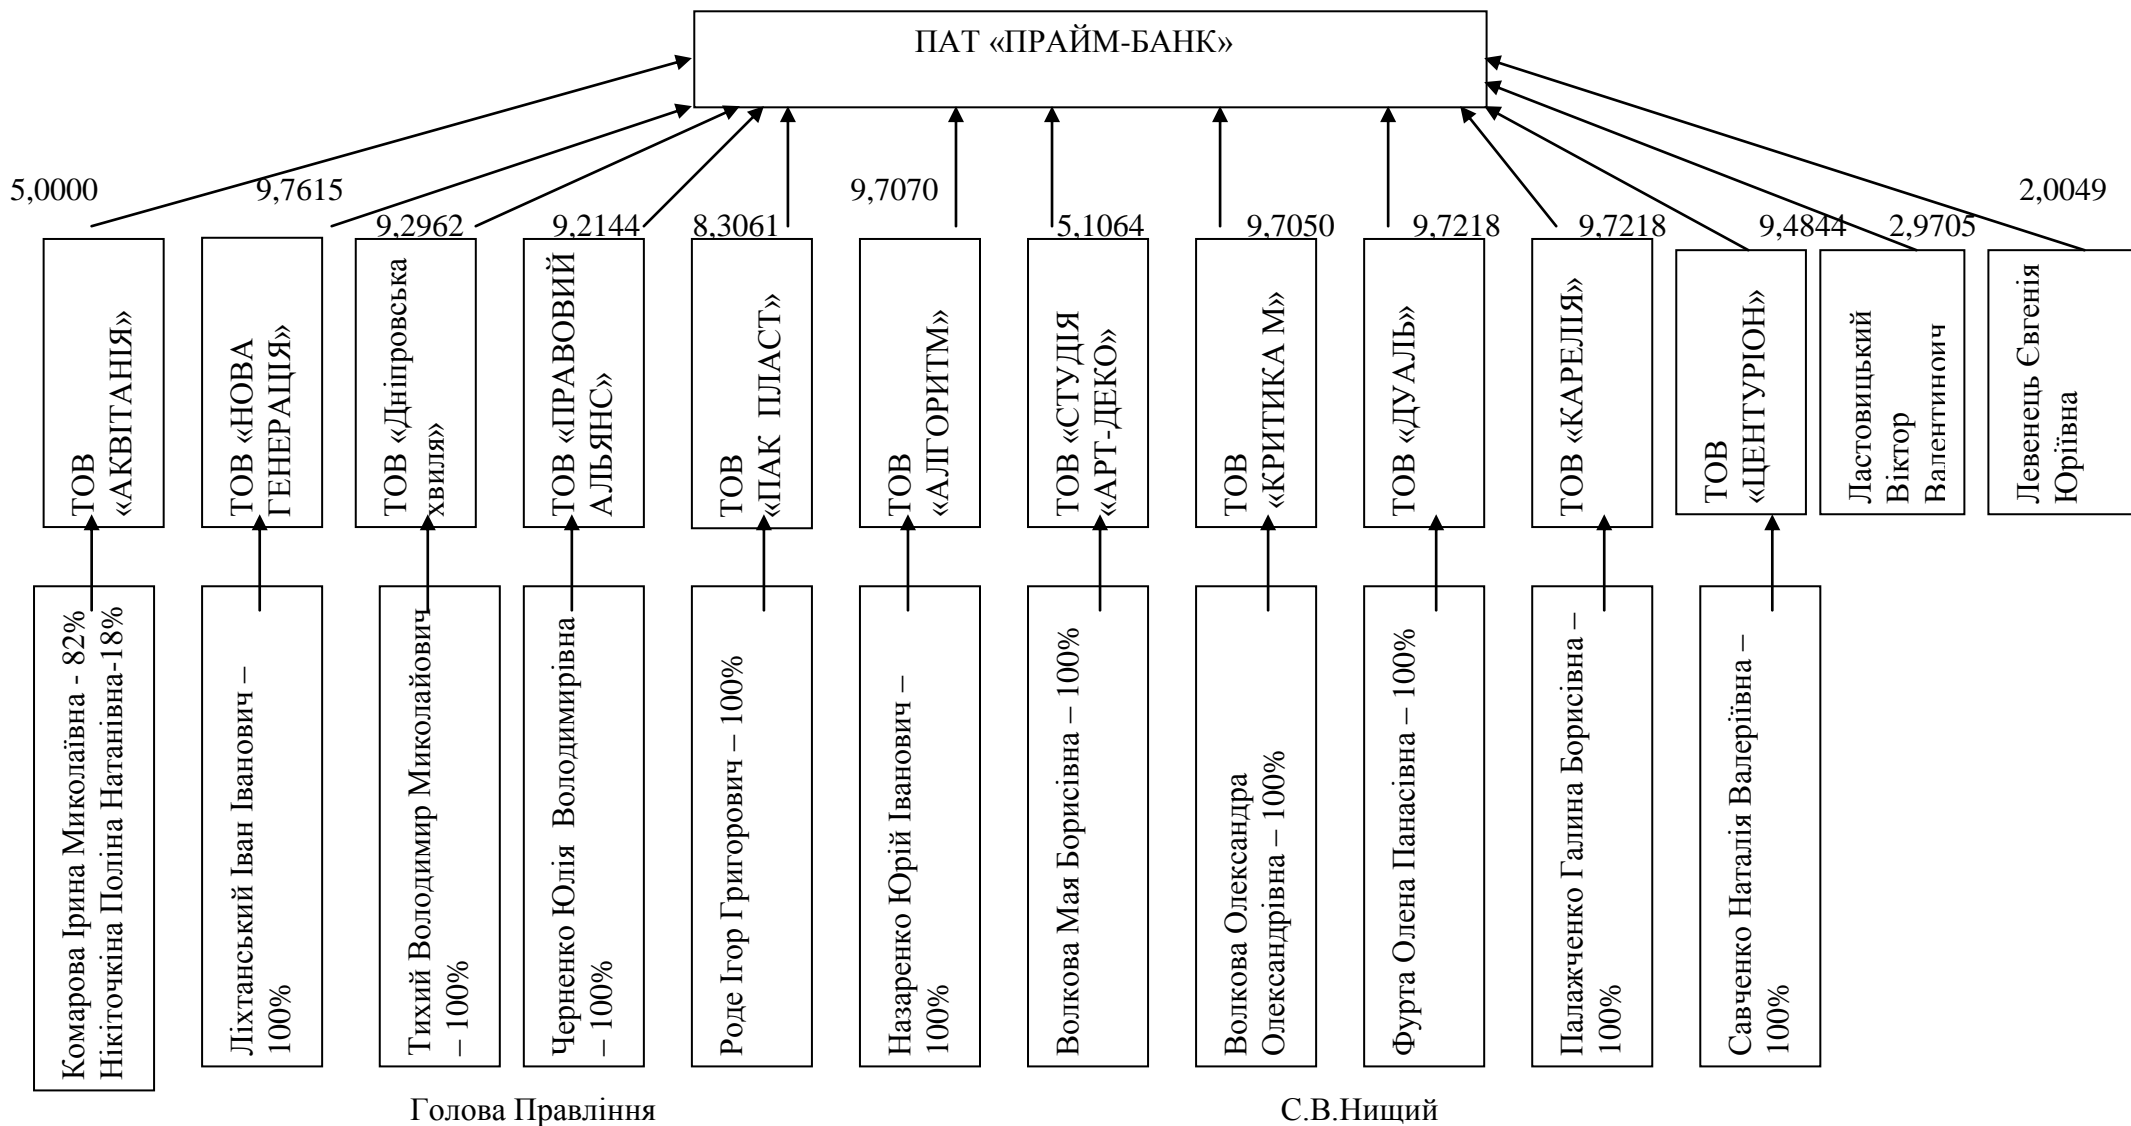 ПАТ «ПРАЙМ-БАНК»
5,0000
9,7615
9,2962
9,2144
8,3061
9,7070
5,1064
9,7050
9,7218
9,7218
9,4844
2,9705
2,0049
ТОВ
«АКВІТАНІЯ»
ТОВ «НОВА
ГЕНЕРАЦІЯ»
ТОВ «Дніпровська
хвиля»
ТОВ «ПРАВОВИЙ
АЛЬЯНС»
ТОВ
«ПАК ПЛАСТ»
ТОВ
«АЛГОРИТМ»
ТОВ «СТУДІЯ
«АРТ-ДЕКО»
ТОВ
«КРИТИКА М»
ТОВ «ДУАЛЬ»
ТОВ «КАРЕЛІЯ»
ТОВ
«ЦЕНТУРІОН»
Ластовицький
Віктор
Валентинович
Левенець Євгенія
Юріївна
Комарова Ірина Миколаївна - 82%
Нікіточкіна Поліна Натанівна-18%
Ліхтанський Іван Іванович –
100%
Тихий Володимир Миколайович
– 100%
Черненко Юлія Володимирівна
– 100%
Роде Ігор Григорович – 100%
Назаренко Юрій Іванович –
100%
Волкова Мая Борисівна – 100%
Волкова Олександра
Олександрівна – 100%
Фурта Олена Панасівна – 100%
Палажченко Галина Борисівна –
100%
Савченко Наталія Валеріївна –
100%
Голова Правління
С.В.Нищий